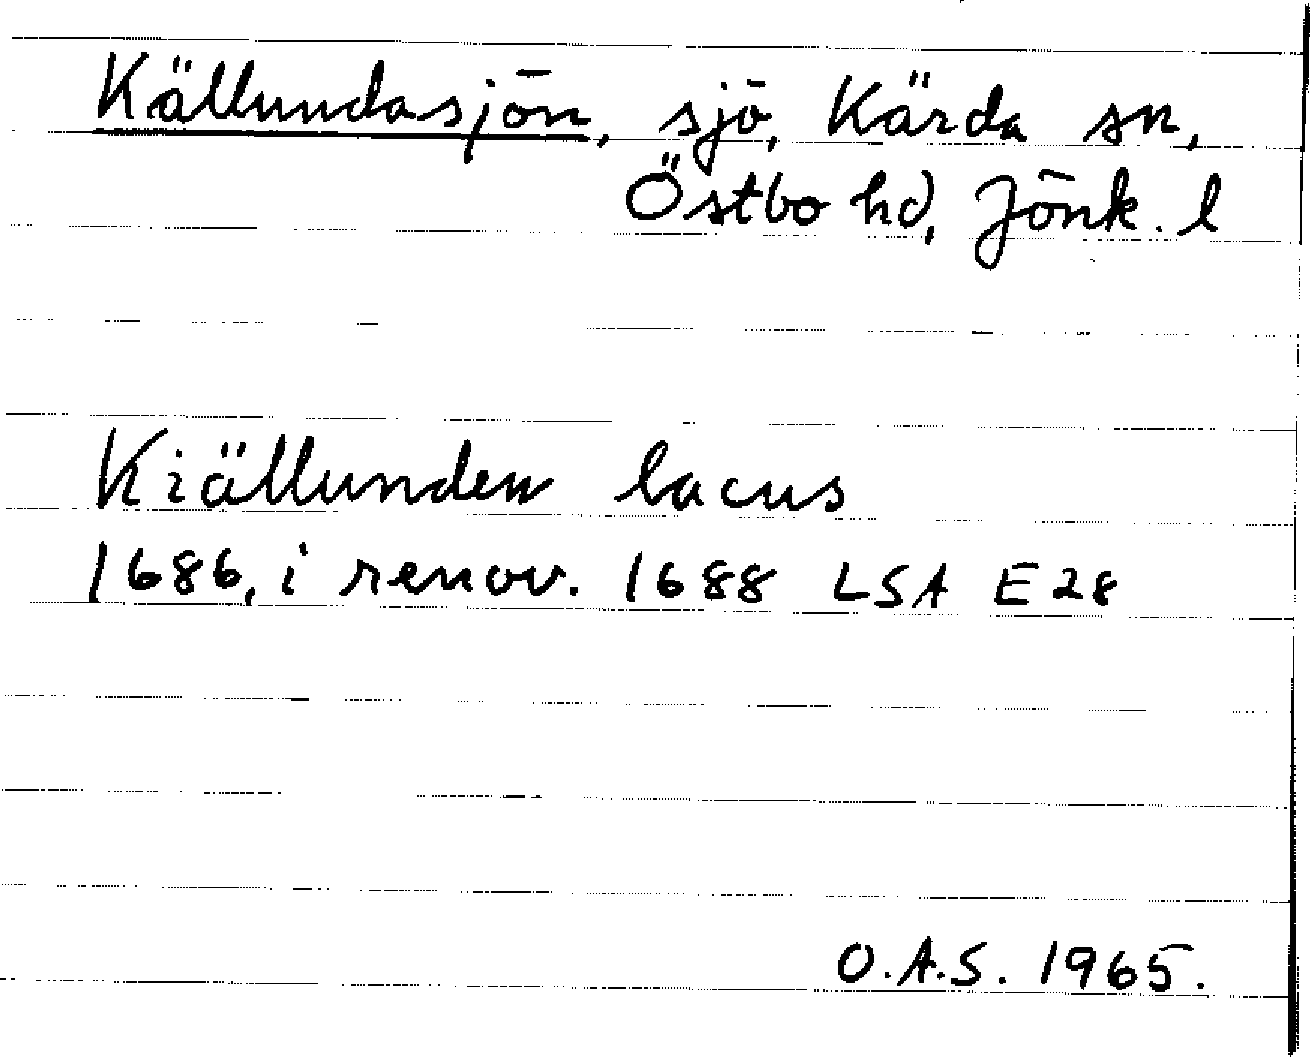 Källundasjön, sjö, Kärda sn,
Östbo hd, Jönk. l
Kiällunden lacus
1686, i renov. 1688 LSA E28
O.A.S. 1965.